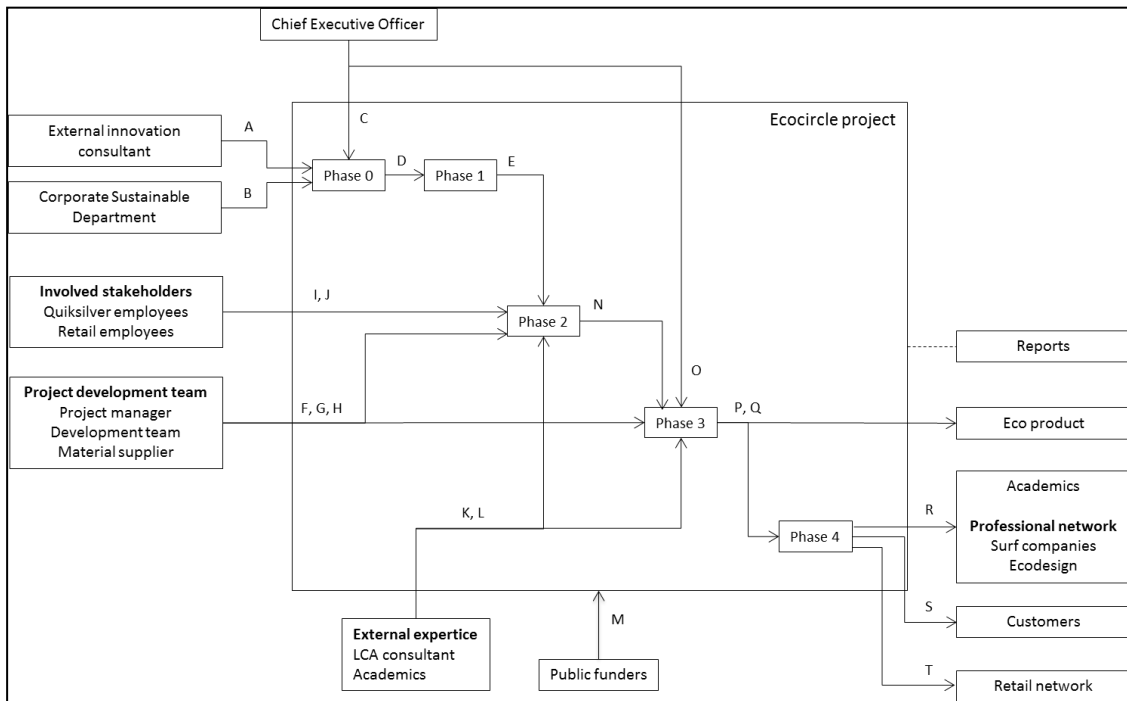 Chief Executive Officer
Ecocircle project
External innovation
consultant
A
C
Corporate Sustainable
Department
B
Phase 0
D
Phase 1
E
Involved stakeholders
Quiksilver employees
Retail employees
I, J
Phase 2
N
Reports
Project development team
Project manager
Development team
Material supplier
F, G, H
O
Phase 3
P, Q
Eco product
K, L
Phase 4
R
Academics
Professional network
Surf companies
Ecodesign
S
Customers
External expertice
LCA consultant
Academics
M
Public funders
T
Retail network